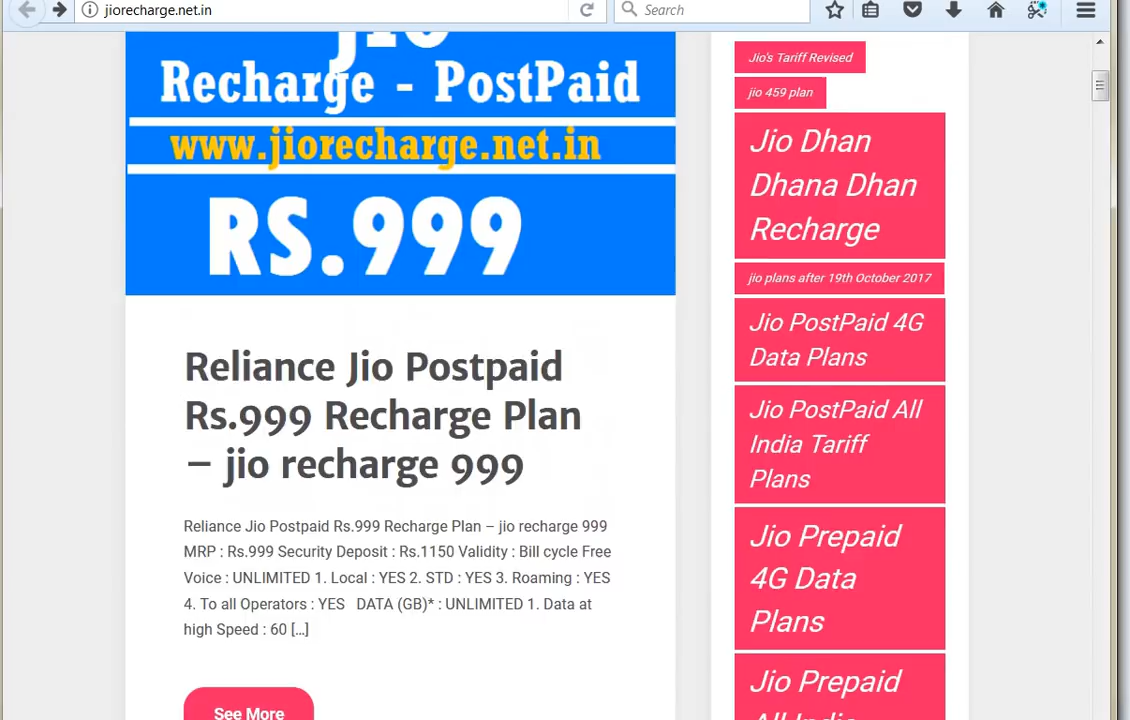 jiorecharge.net.in
Search
Jio
Recharge - PostPaid
www.jiorecharge.net.in
RS.999
Reliance Jio Postpaid
Rs.999 Recharge Plan
– jio recharge 999
Reliance Jio Postpaid Rs.999 Recharge Plan – jio recharge 999
MRP : Rs.999 Security Deposit : Rs.1150 Validity : Bill cycle Free
Voice : UNLIMITED 1. Local : YES 2. STD : YES 3. Roaming : YES
4. To all Operators : YES DATA (GB)* : UNLIMITED 1. Data at
high Speed : 60 [...]
See More
Jio's Tariff Revised
jio 459 plan
Jio Dhan
Dhana Dhan
Recharge
jio plans after 19th October 2017
Jio PostPaid 4G
Data Plans
Jio PostPaid All
India Tariff
Plans
Jio Prepaid
4G Data
Plans
Jio Prepaid
All India